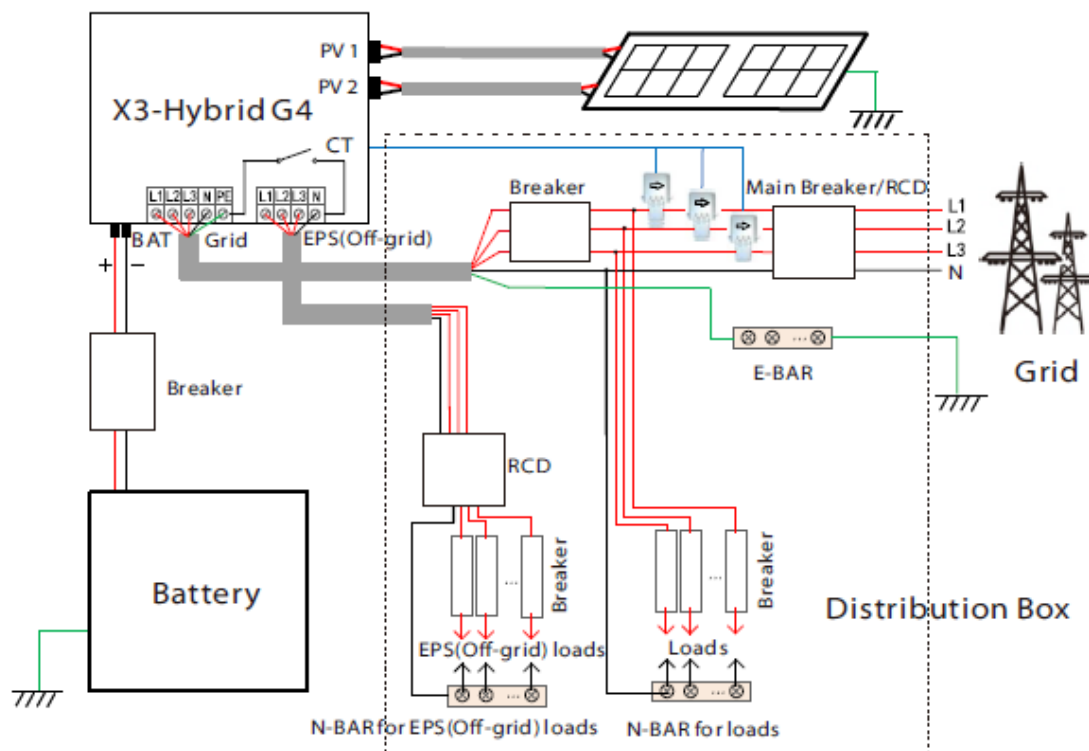 PV 1
PV 2
X3-Hybrid G4
CT
L1 L2 L3 N PE
L1 L2 L3 N
BAT
Grid
EPS(Off-grid)
+ −
Breaker
Main Breaker/RCD
L1
L2
L3
N
E-BAR
Grid
Breaker
RCD
Battery
...
Breaker
...
Breaker
Distribution Box
EPS(Off-grid) loads
Loads
...
...
...
N-BAR for EPS(Off-grid) loads
N-BAR for loads